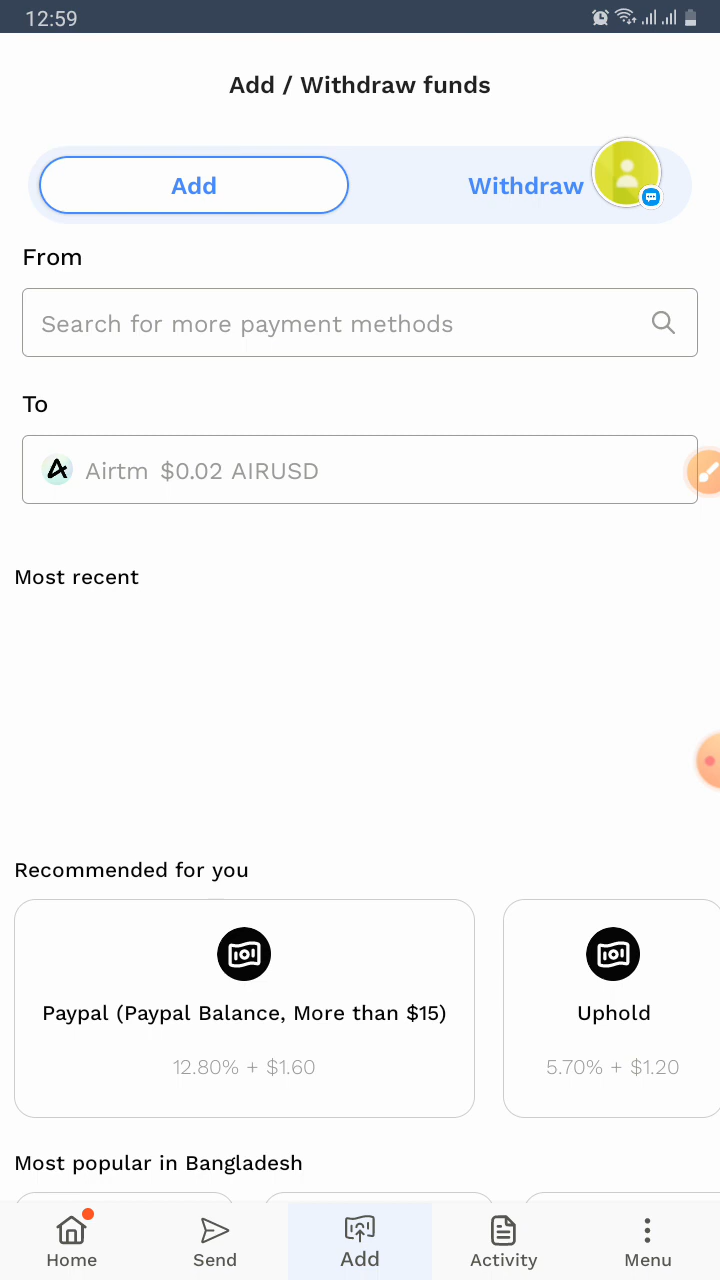 12:59
Add / Withdraw funds
Add
Withdraw
From
Search for more payment methods
To
Airtm $0.02 AIRUSD
Most recent
Recommended for you
Paypal (Paypal Balance, More than $15)
12.80% + $1.60
Uphold
5.70% + $1.20
Most popular in Bangladesh
Home
Send
Add
Activity
Menu